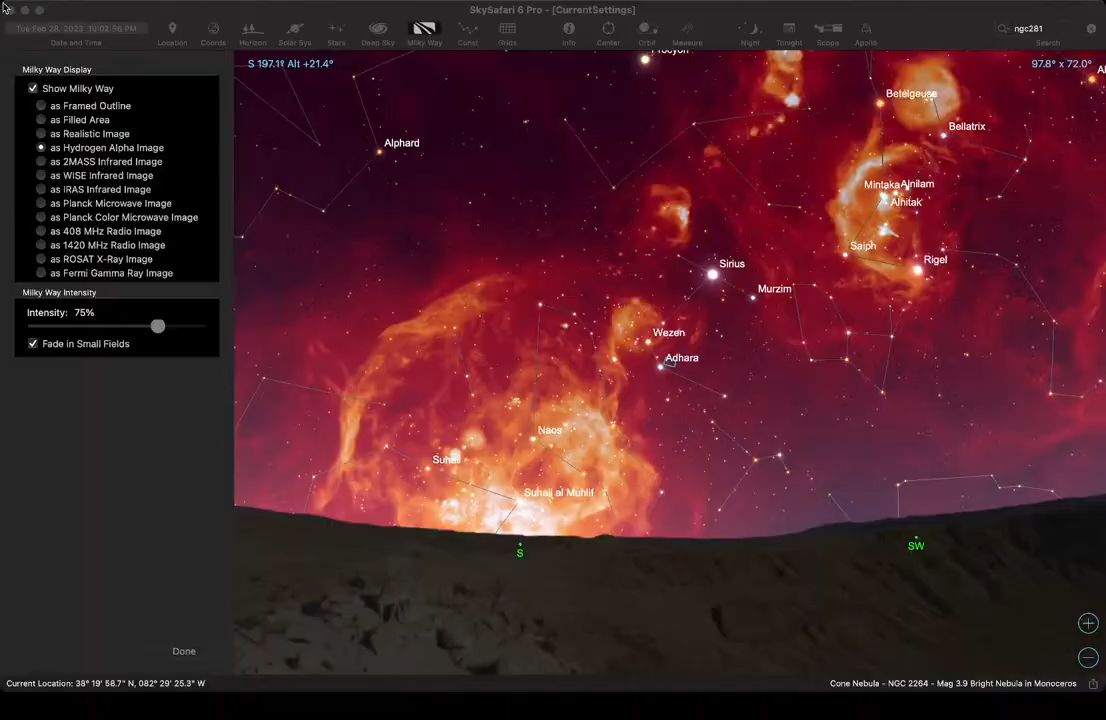 SkySafari 6 Pro - [CurrentSettings]
Tue Feb 28, 2023 10:02:56 PM
ngc281
Date and Time
Location
Coords
Horizon
Solar Sys
Stars
Deep Sky
Milky Way
Const
Grids
Info
Center
Orbit
Measure
Night
Tonight
Scope
Apollo
Search
Milky Way Display
Show Milky Way
as Framed Outline
as Filled Area
as Realistic Image
as Hydrogen Alpha Image
as 2MASS Infrared Image
as WISE Infrared Image
as IRAS Infrared Image
as Planck Microwave Image
as Planck Color Microwave Image
as 408 MHz Radio Image
as 1420 MHz Radio Image
as ROSAT X-Ray Image
as Fermi Gamma Ray Image
Milky Way Intensity
Intensity: 75%
Fade in Small Fields
Done
S 197.1° Alt +21.4°
97.8° x 72.0°
Procyon
Al
Betelgeuse
Bellatrix
Alphard
Mintaka
Alnilam
Alnitak
Saiph
Rigel
Sirius
Murzim
Wezen
Adhara
Naos
Suhail
Suhail al Muhlif
S
SW
Current Location: 38° 19' 58.7" N, 082° 29' 25.3" W
Cone Nebula - NGC 2264 - Mag 3.9 Bright Nebula in Monoceros